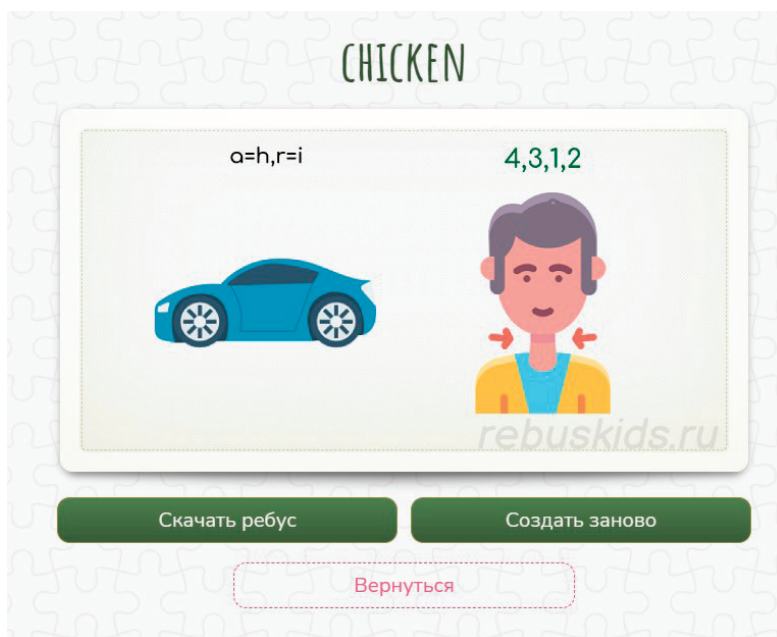 CHICKEN
a=h,r=i
4,3,1,2
rebuskids.ru
Скачать ребус
Создать заново
Вернуться